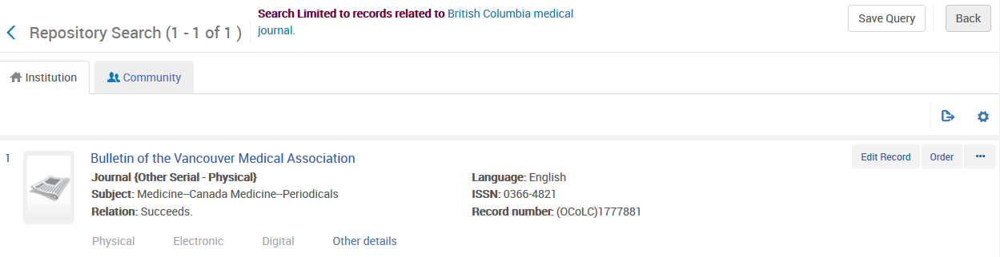 Search Limited to records related to British Columbia medical
journal.
Repository Search (1 - 1 of 1 )
Save Query
Back
Institution
Community
1
Bulletin of the Vancouver Medical Association
Edit Record
Order
Journal {Other Serial - Physical}
Language: English
Subject: Medicine--Canada Medicine--Periodicals
ISSN: 0366-4821
Relation: Succeeds.
Record number: (OCoLC)1777881
Physical
Electronic
Digital
Other details